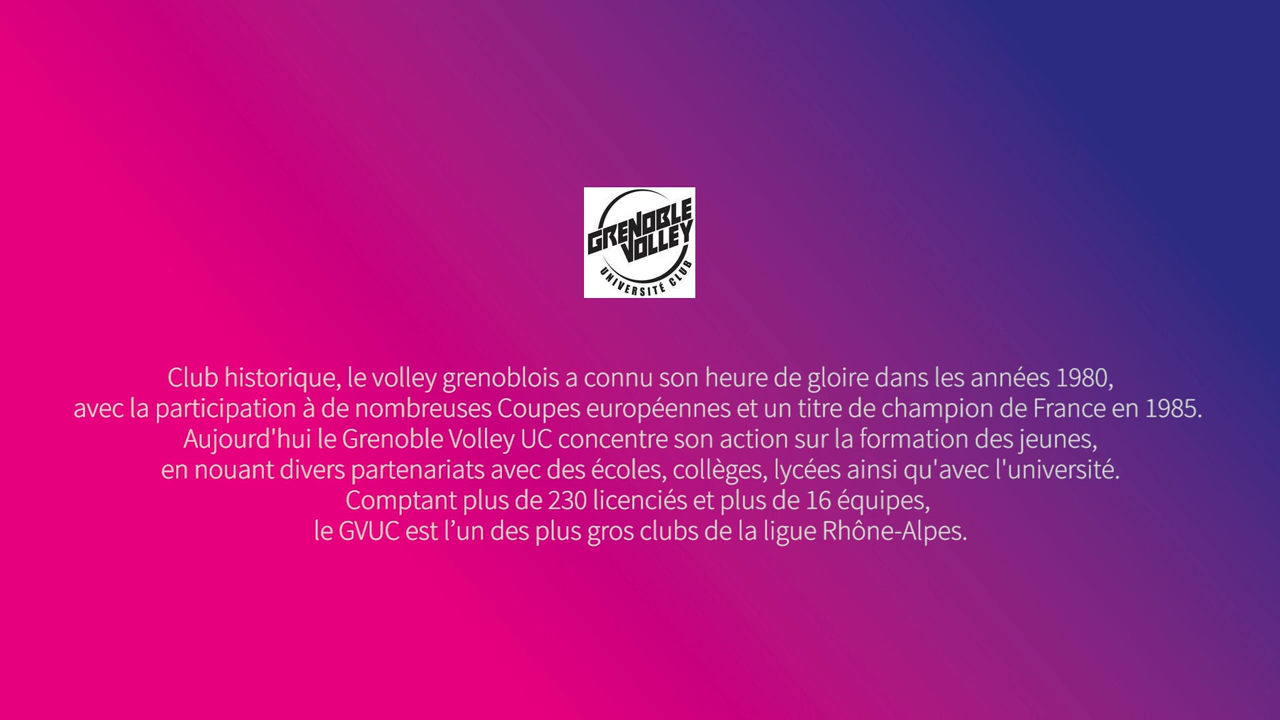 GRENOBLE
VOLLEY
UNIVERSITÉ CLUB
Club historique, le volley grenoblois a connu son heure de gloire dans les années 1980,
avec la participation à de nombreuses Coupes européennes et un titre de champion de France en 1985.
Aujourd'hui le Grenoble Volley UC concentre son action sur la formation des jeunes,
en nouant divers partenariats avec des écoles, collèges, lycées ainsi qu'avec l'université.
Comptant plus de 230 licenciés et plus de 16 équipes,
le GVUC est l’un des plus gros clubs de la ligue Rhône-Alpes.